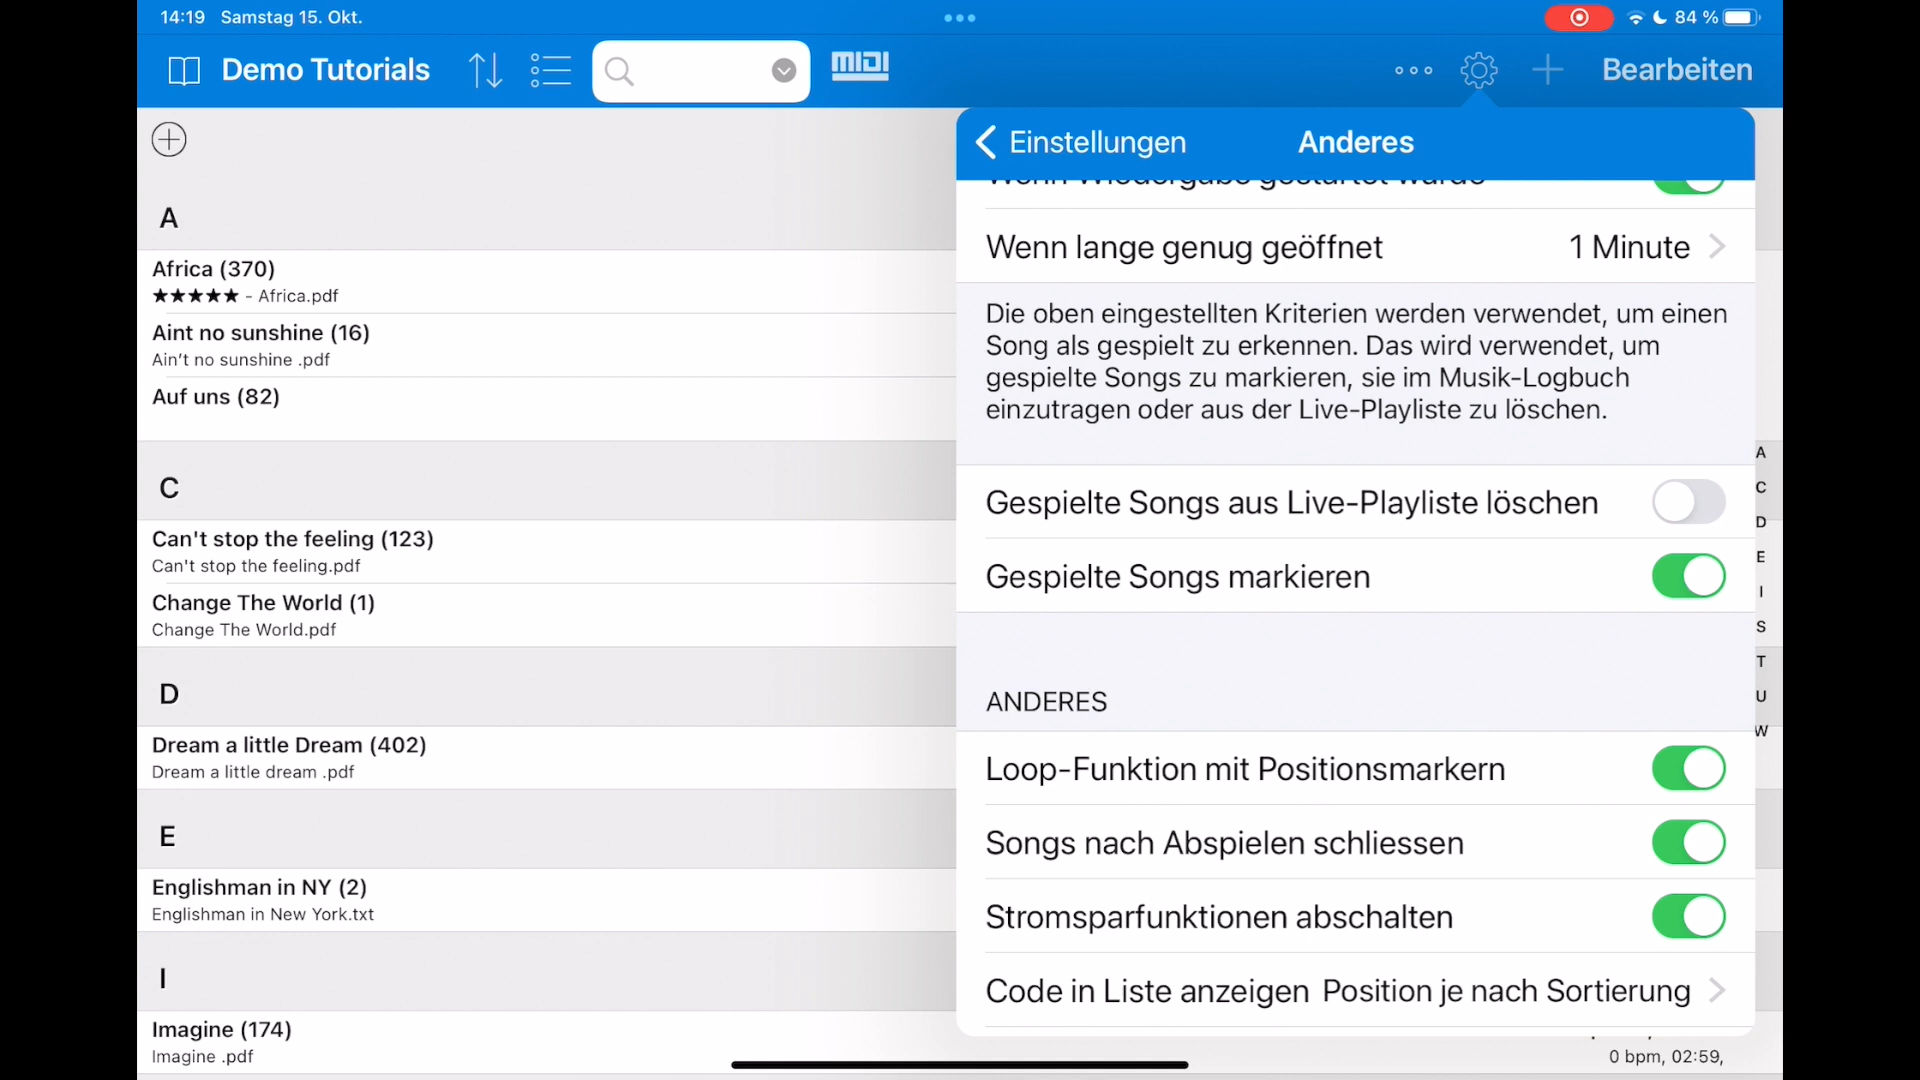 14:19 Samstag 15. Okt.
84 %
Demo Tutorials
MIDI
Bearbeiten
Einstellungen
Anderes
Wenn Wiedergabe gestartet wurde
Wenn lange genug geöffnet 1 Minute
Die oben eingestellten Kriterien werden verwendet, um einen
Song als gespielt zu erkennen. Das wird verwendet, um
gespielte Songs zu markieren, sie im Musik-Logbuch
einzutragen oder aus der Live-Playliste zu löschen.
Gespielte Songs aus Live-Playliste löschen
Gespielte Songs markieren
ANDERES
Loop-Funktion mit Positionsmarkern
Songs nach Abspielen schliessen
Stromsparfunktionen abschalten
Code in Liste anzeigen Position je nach Sortierung
A
Africa (370)
★★★★★ - Africa.pdf
Aint no sunshine (16)
Ain’t no sunshine .pdf
Auf uns (82)
C
Can't stop the feeling (123)
Can't stop the feeling.pdf
Change The World (1)
Change The World.pdf
D
Dream a little Dream (402)
Dream a little dream .pdf
E
Englishman in NY (2)
Englishman in New York.txt
I
Imagine (174)
Imagine .pdf
0 bpm, 02:59,
A
C
D
E
I
S
T
U
W